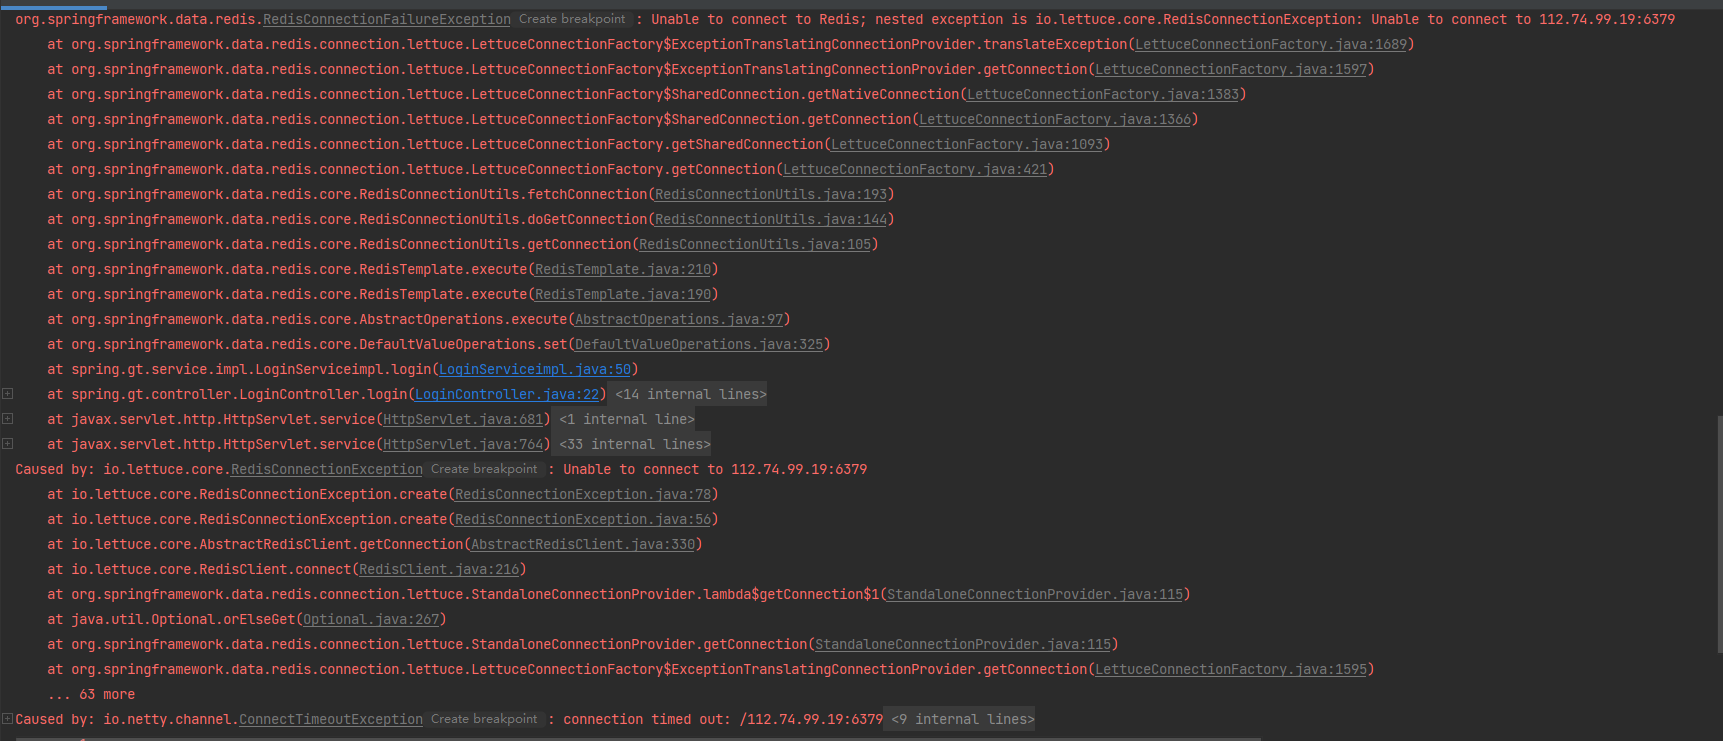 org.springframework.data.redis.RedisConnectionFailureException Create breakpoint : Unable to connect to Redis; nested exception is io.lettuce.core.RedisConnectionException: Unable to connect to 112.74.99.19:6379
at org.springframework.data.redis.connection.lettuce.LettuceConnectionFactory$ExceptionTranslatingConnectionProvider.translateException(LettuceConnectionFactory.java:1689)
at org.springframework.data.redis.connection.lettuce.LettuceConnectionFactory$ExceptionTranslatingConnectionProvider.getConnection(LettuceConnectionFactory.java:1597)
at org.springframework.data.redis.connection.lettuce.LettuceConnectionFactory$SharedConnection.getNativeConnection(LettuceConnectionFactory.java:1383)
at org.springframework.data.redis.connection.lettuce.LettuceConnectionFactory$SharedConnection.getConnection(LettuceConnectionFactory.java:1366)
at org.springframework.data.redis.connection.lettuce.LettuceConnectionFactory.getSharedConnection(LettuceConnectionFactory.java:1093)
at org.springframework.data.redis.connection.lettuce.LettuceConnectionFactory.getConnection(LettuceConnectionFactory.java:421)
at org.springframework.data.redis.core.RedisConnectionUtils.fetchConnection(RedisConnectionUtils.java:193)
at org.springframework.data.redis.core.RedisConnectionUtils.doGetConnection(RedisConnectionUtils.java:144)
at org.springframework.data.redis.core.RedisConnectionUtils.getConnection(RedisConnectionUtils.java:105)
at org.springframework.data.redis.core.RedisTemplate.execute(RedisTemplate.java:210)
at org.springframework.data.redis.core.RedisTemplate.execute(RedisTemplate.java:190)
at org.springframework.data.redis.core.AbstractOperations.execute(AbstractOperations.java:97)
at org.springframework.data.redis.core.DefaultValueOperations.set(DefaultValueOperations.java:325)
at spring.gt.service.impl.LoginServiceimpl.login(LoginServiceimpl.java:50)
at spring.gt.controller.LoginController.login(LoginController.java:22) <14 internal lines>
at javax.servlet.http.HttpServlet.service(HttpServlet.java:681) <1 internal line>
at javax.servlet.http.HttpServlet.service(HttpServlet.java:764) <33 internal lines>
Caused by: io.lettuce.core.RedisConnectionException Create breakpoint : Unable to connect to 112.74.99.19:6379
at io.lettuce.core.RedisConnectionException.create(RedisConnectionException.java:78)
at io.lettuce.core.RedisConnectionException.create(RedisConnectionException.java:56)
at io.lettuce.core.AbstractRedisClient.getConnection(AbstractRedisClient.java:330)
at io.lettuce.core.RedisClient.connect(RedisClient.java:216)
at org.springframework.data.redis.connection.lettuce.StandaloneConnectionProvider.lambda$getConnection$1(StandaloneConnectionProvider.java:115)
at java.util.Optional.orElseGet(Optional.java:267)
at org.springframework.data.redis.connection.lettuce.StandaloneConnectionProvider.getConnection(StandaloneConnectionProvider.java:115)
at org.springframework.data.redis.connection.lettuce.LettuceConnectionFactory$ExceptionTranslatingConnectionProvider.getConnection(LettuceConnectionFactory.java:1595)
... 63 more
Caused by: io.netty.channel.ConnectTimeoutException Create breakpoint : connection timed out: /112.74.99.19:6379 <9 internal lines>